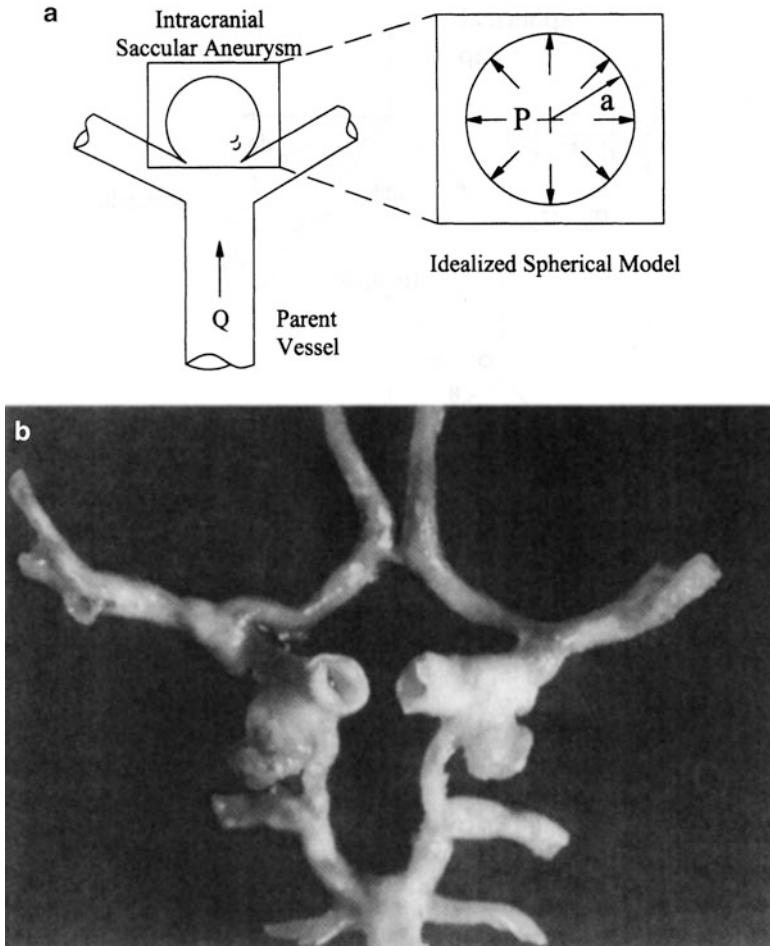 a
Intracranial
Saccular Aneurysm
P
a
Idealized Spherical Model
Q
Parent
Vessel
b